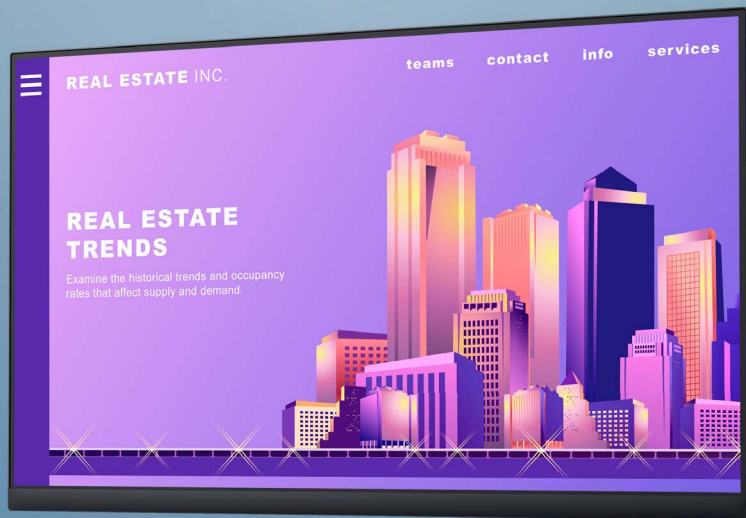 REAL ESTATE INC.
teams contact info services
REAL ESTATE
TRENDS
Examine the historical trends and occupancy
rates that affect supply and demand.